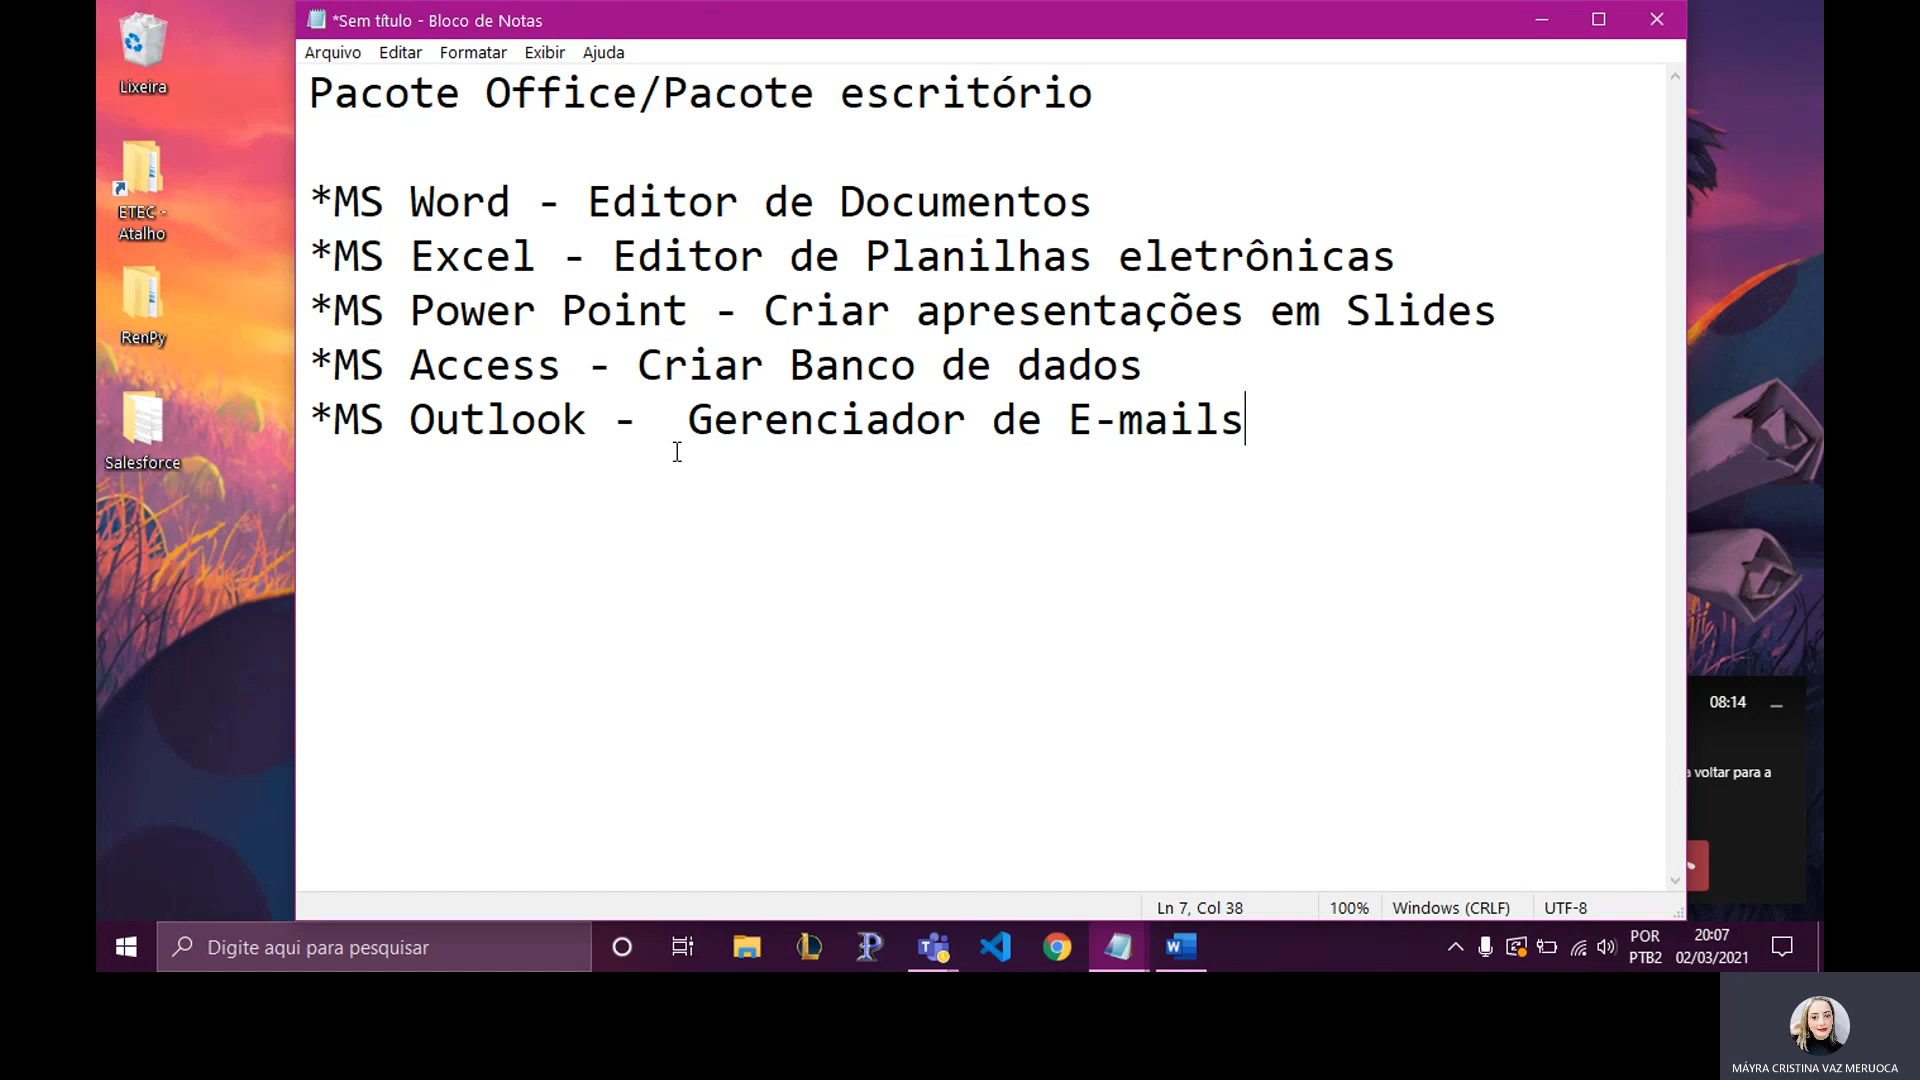 *Sem título - Bloco de Notas
Arquivo Editar Formatar Exibir Ajuda
Lixeira
ETEC -
Atalho
RenPy
Salesforce
Pacote Office/Pacote escritório
*MS Word - Editor de Documentos
*MS Excel - Editor de Planilhas eletrônicas
*MS Power Point - Criar apresentações em Slides
*MS Access - Criar Banco de dados
*MS Outlook -  Gerenciador de E-mails
08:14
a voltar para a
Ln 7, Col 38 100% Windows (CRLF) UTF-8
Digite aqui para pesquisar
POR
PTB2
20:07
02/03/2021
MÁYRA CRISTINA VAZ MERUOCA